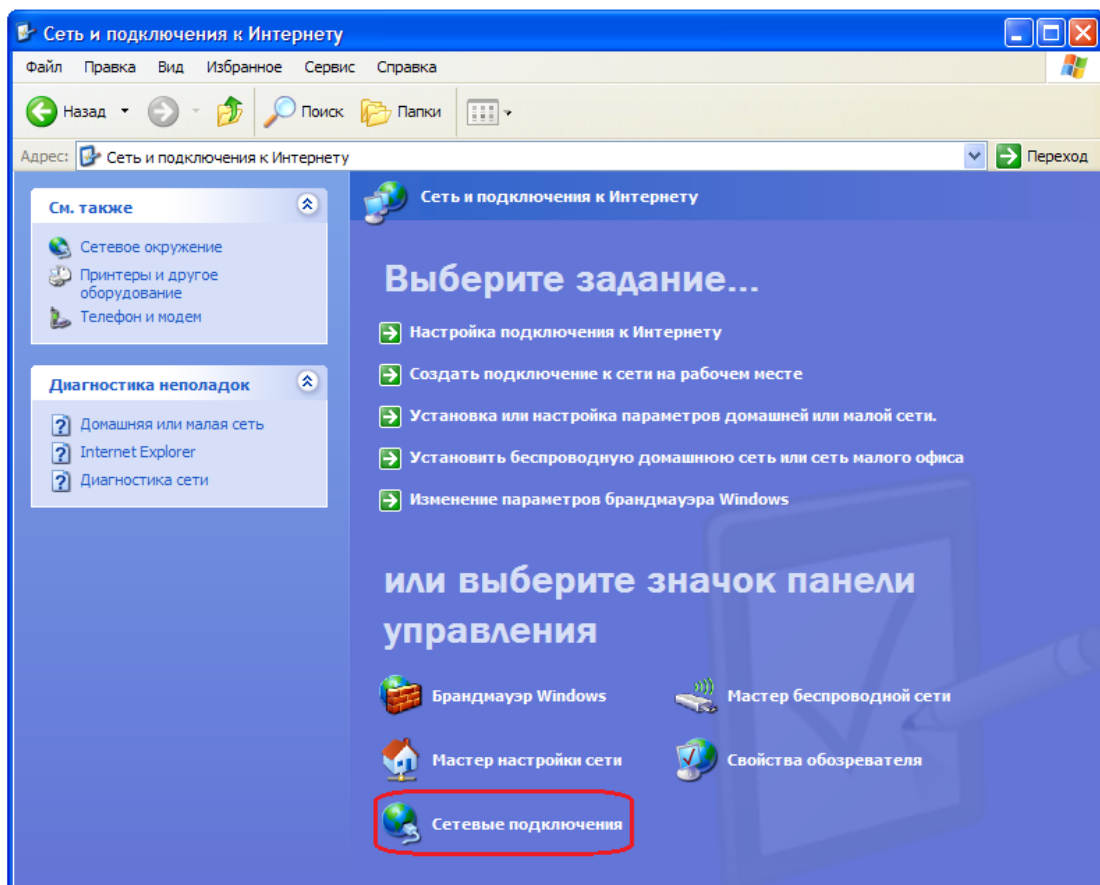 Сеть и подключения к Интернету
Файл Правка Вид Избранное Сервис Справка
Назад Поиск Папки
Адрес: Сеть и подключения к Интернету Переход
См. также
Сетевое окружение
Принтеры и другое
оборудование
Телефон и модем
Диагностика неполадок
Домашняя или малая сеть
Internet Explorer
Диагностика сети
Сеть и подключения к Интернету
Выберите задание...
Настройка подключения к Интернету
Создать подключение к сети на рабочем месте
Установка или настройка параметров домашней или малой сети.
Установить беспроводную домашнюю сеть или сеть малого офиса
Изменение параметров брандмауэра Windows
или выберите значок панели
управления
Брандмауэр Windows Мастер беспроводной сети
Мастер настройки сети Свойства обозревателя
Сетевые подключения